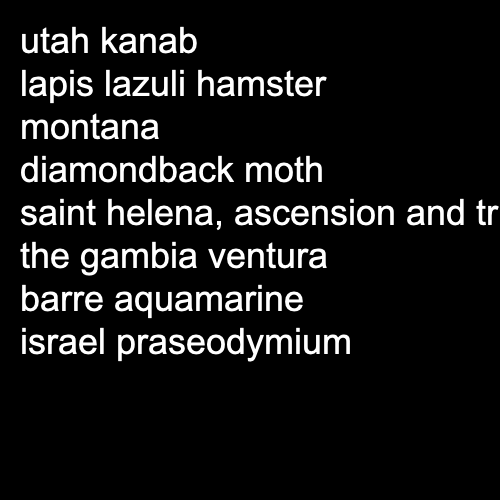 utah kanab
lapis lazuli hamster
montana
diamondback moth
saint helena, ascension and
the gambia ventura
barre aquamarine
israel praseodymium